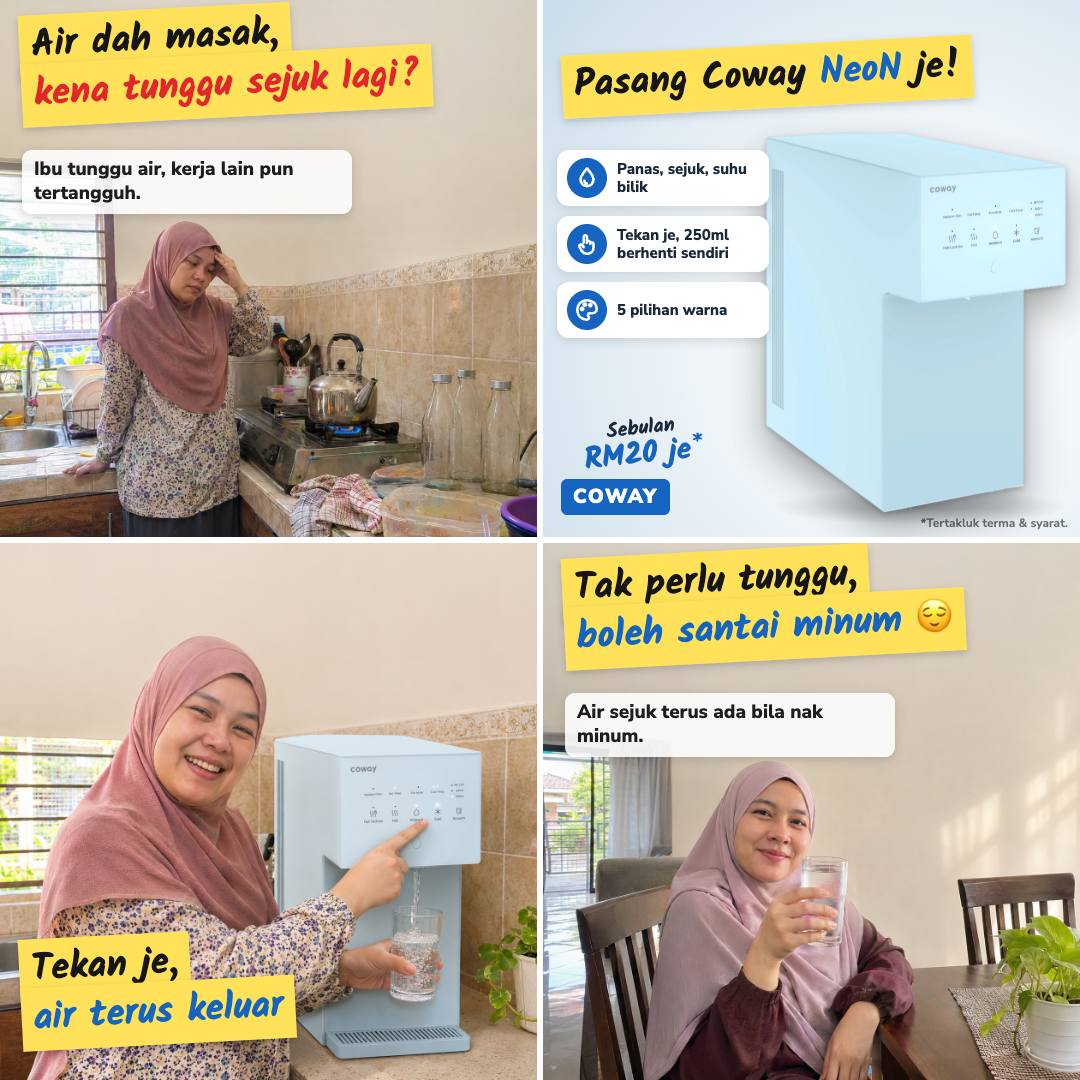 Air dah masak,
kena tunggu sejuk lagi?
Ibu tunggu air, kerja lain pun
tertangguh.
Pasang Coway NeoN je!
Panas, sejuk, suhu
bilik
Tekan je, 250ml
berhenti sendiri
5 pilihan warna
coway
Sebulan
RM20 je*
COWAY
*Tertakluk terma & syarat.
coway
Tekan je,
air terus keluar
Tak perlu tunggu,
boleh santai minum 😌
Air sejuk terus ada bila nak
minum.